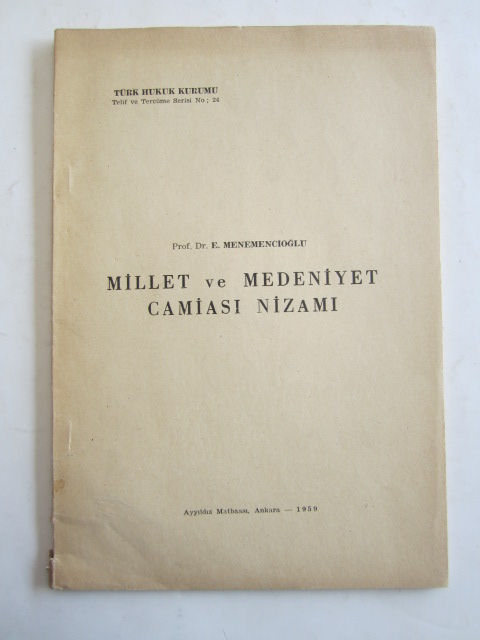 TÜRK HUKUK KURUMU
Telif ve Tercüme Serisi No ; 24
Prof. Dr. E. MENEMENCİOĞLU
MİLLET ve MEDENİYET
CAMİASI NİZAMI
Ayyıldız Matbaası, Ankara — 1959